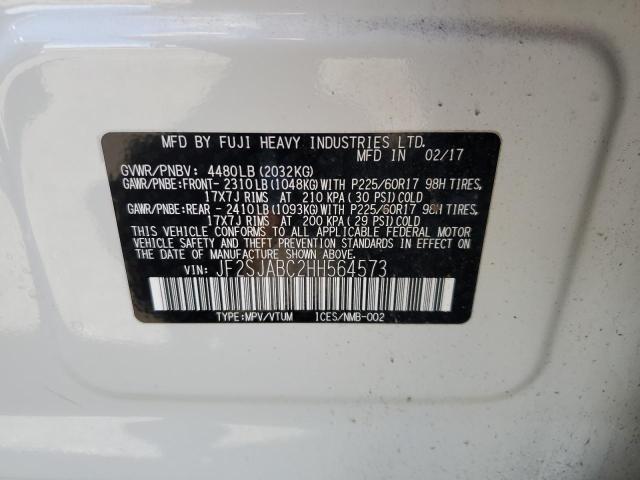 MFD BY FUJI HEAVY INDUSTRIES LTD.
MFD IN 02/17
GVWR/PNBV: 4480LB(2032KG)
GAWR/PNBE:FRONT- 2310LB(1048KG)WITH P225/60R17 98H TIRES,
17X7J RIMS AT 210 KPA(30 PSI)COLD
GAWR/PNBE:REAR - 2410LB(1093KG)WITH P225/60R17 98H TIRES,
17X7J RIMS AT 200 KPA(29 PSI)COLD
THIS VEHICLE CONFORMS TO ALL APPLICABLE FEDERAL MOTOR
VEHICLE SAFETY, BUMPER, AND THEFT PREVENTION STANDARDS
IN EFFECT ON THE DATE OF MANUFACTURE SHOWN ABOVE.
VIN: JF2SJABC2HH564573
TYPE:MPV/VTUM ICES/NMB-002